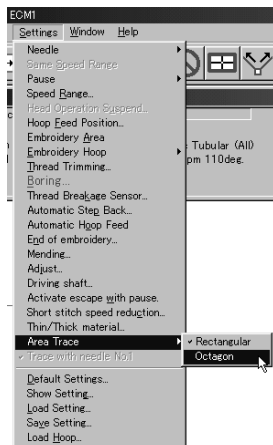 ECM1
Settings Window Help
Needle
Same Speed Range
Pause
Speed Range...
Head Operation Suspend...
Hoop Feed Position...
Embroidery Area
Embroidery Hoop
Thread Trimming...
Boring...
Thread Breakage Sensor...
Automatic Step Back...
Automatic Hoop Feed
End of embroidery...
Mending...
Adjust...
Driving shaft...
Activate escape with pause.
Short stitch speed reduction...
Thin/Thick material...
Area Trace
Trace with needle No.1
Default Settings...
Show Setting...
Load Setting...
Save Setting...
Load Hoop...
Tubular (All)
pm 110deg.
Rectangular
Octagon